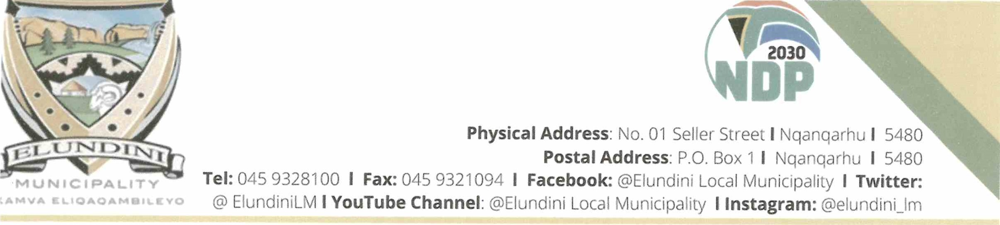 2030
NDP
ELUNDINI
MUNICIPALITY
KAMVA ELIQAQAMBILEYO
Physical Address: No. 01 Seller Street I Nqanqarhu I 5480
Postal Address: P.O. Box 1 I Nqanqarhu I 5480
Tel: 045 9328100 I Fax: 045 9321094 I Facebook: @Elundini Local Municipality I Twitter:
@ ElundiniLM I YouTube Channel: @Elundini Local Municipality I Instagram: @elundini_lm